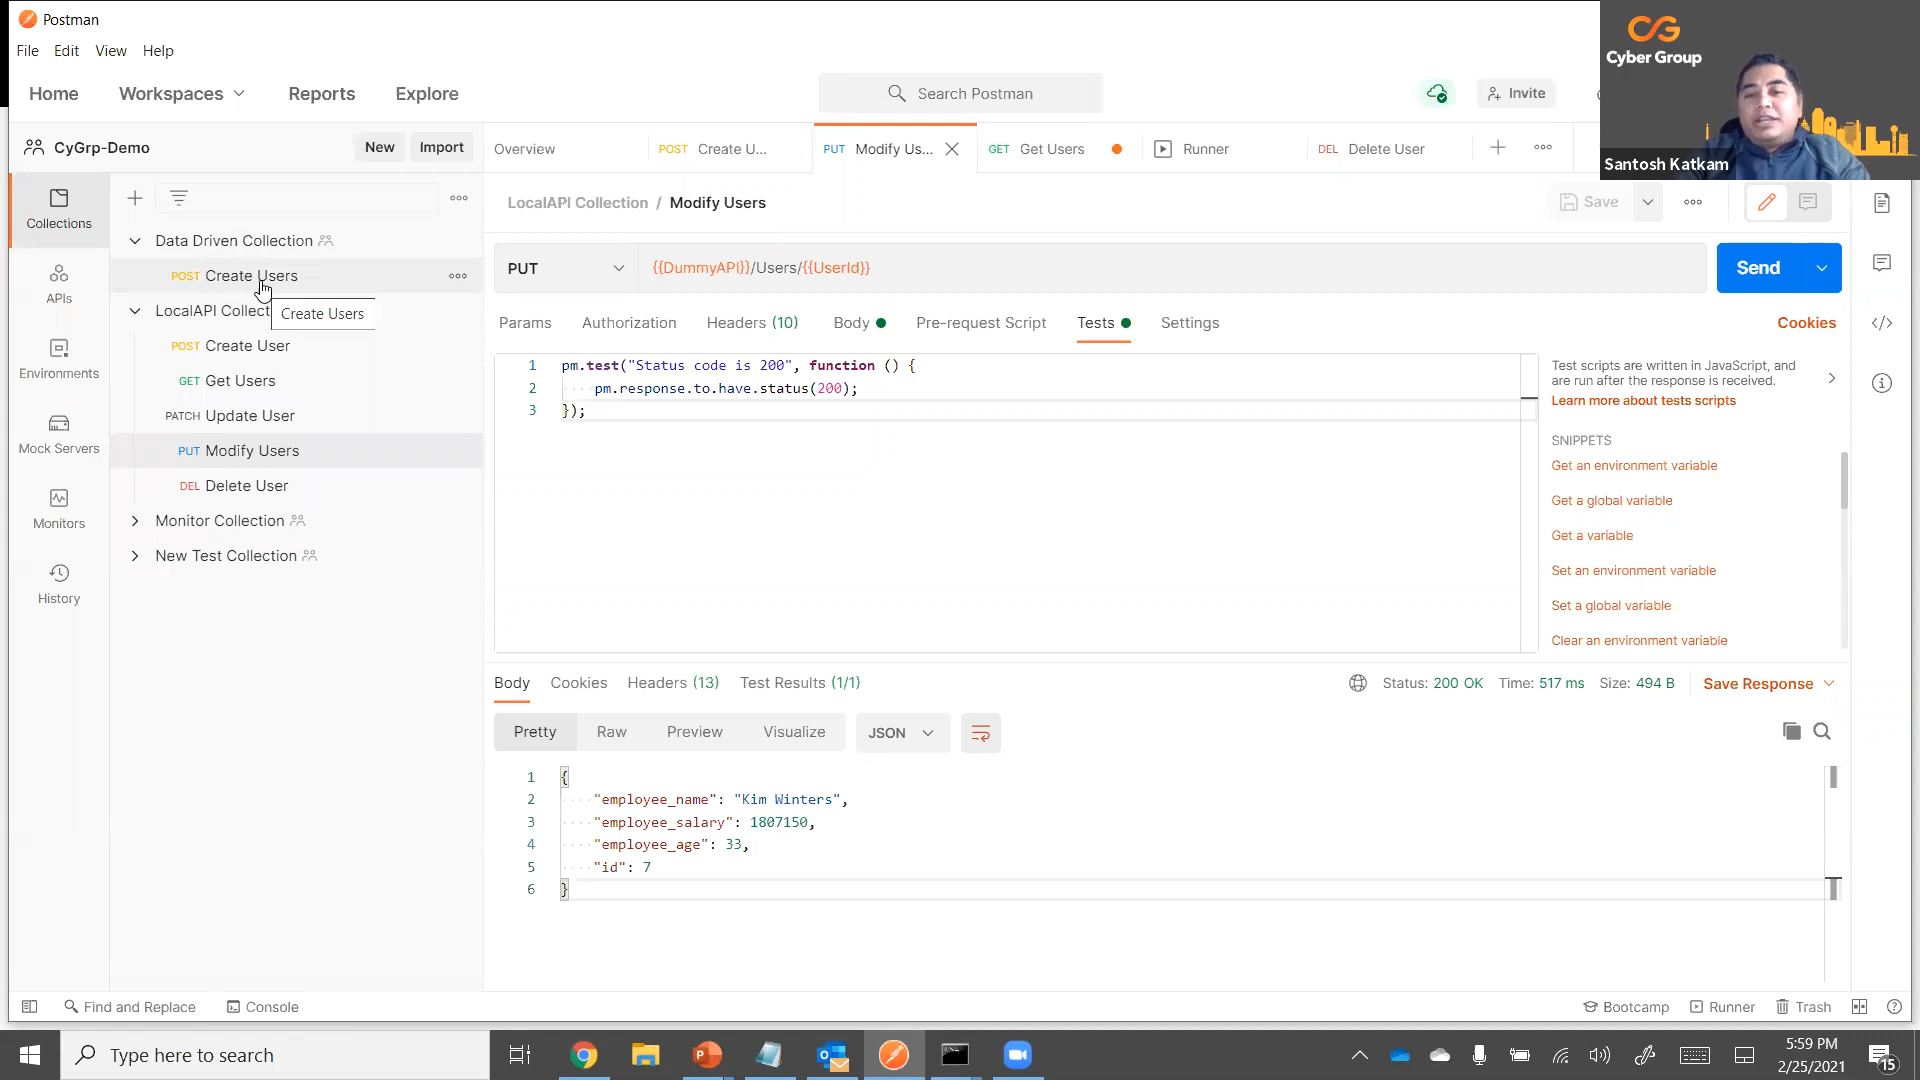 Postman
File Edit View Help
Home Workspaces Reports Explore Search Postman Invite
Cyber Group
Santosh Katkam
CyGrp-Demo New Import
Overview POST Create U... PUT Modify Us... GET Get Users Runner DEL Delete User
Collections
APIs
Environments
Mock Servers
Monitors
History
Data Driven Collection
POST Create Users
LocalAPI Collect
Create Users
POST Create User
GET Get Users
PATCH Update User
PUT Modify Users
DEL Delete User
Monitor Collection
New Test Collection
LocalAPI Collection / Modify Users Save
PUT {{DummyAPI}}/Users/{{UserId}} Send
Params Authorization Headers (10) Body Pre-request Script Tests Settings Cookies
1 pm.test("Status code is 200", function () {
2 pm.response.to.have.status(200);
3 });
Test scripts are written in JavaScript, and
are run after the response is received.
Learn more about tests scripts
SNIPPETS
Get an environment variable
Get a global variable
Get a variable
Set an environment variable
Set a global variable
Clear an environment variable
Body Cookies Headers (13) Test Results (1/1) Status: 200 OK Time: 517 ms Size: 494 B Save Response
Pretty Raw Preview Visualize JSON
1 {
2 "employee_name": "Kim Winters",
3 "employee_salary": 1807150,
4 "employee_age": 33,
5 "id": 7
6 }
Find and Replace Console Bootcamp Runner Trash
Type here to search
5:59 PM
2/25/2021
15